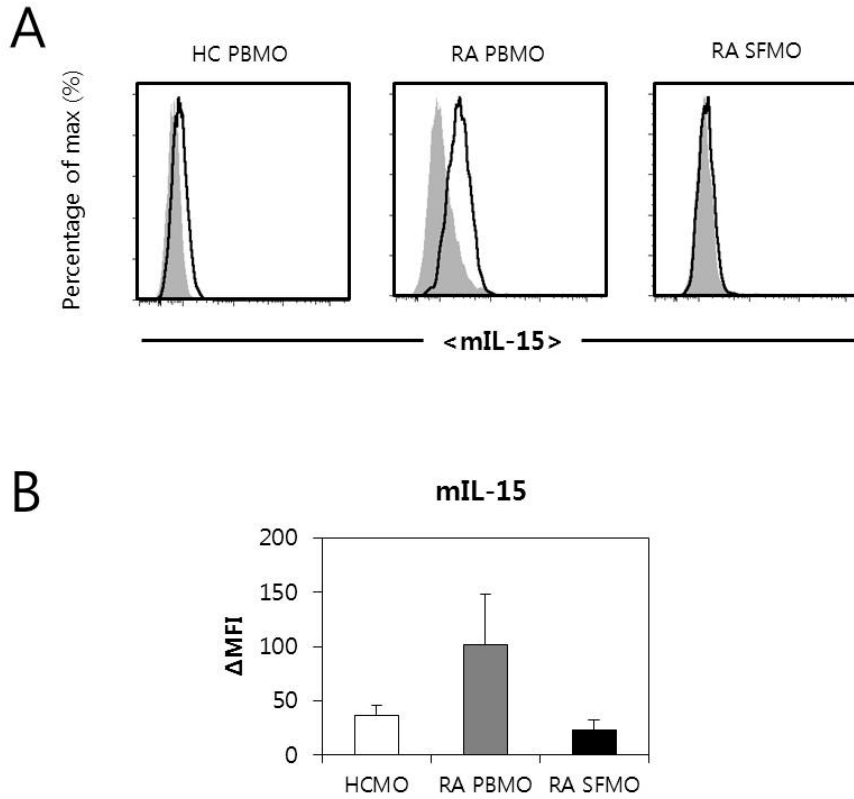 A
HC PBMO
RA PBMO
RA SFMO
Percentage of max (%)
<mIL-15>
B
mIL-15
200
150
100
50
0
ΔMFI
HCMO
RA PBMO
RA SFMO